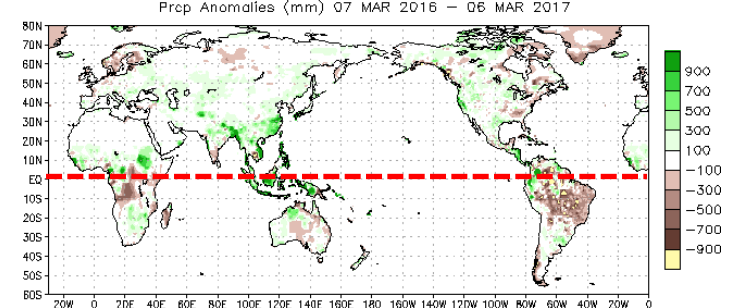 Prcp Anomalies (mm) 07 MAR 2016 – 06 MAR 2017
80N
70N
60N
50N
40N
30N
20N
10N
EQ
10S
20S
30S
40S
50S
60S
20W 0 20E 40E 60E 80E 100E 120E 140E 160E 180 160W 140W 120W 100W 80W 60W 40W 20W 0
900
700
500
300
100
−100
−300
−500
−700
−900